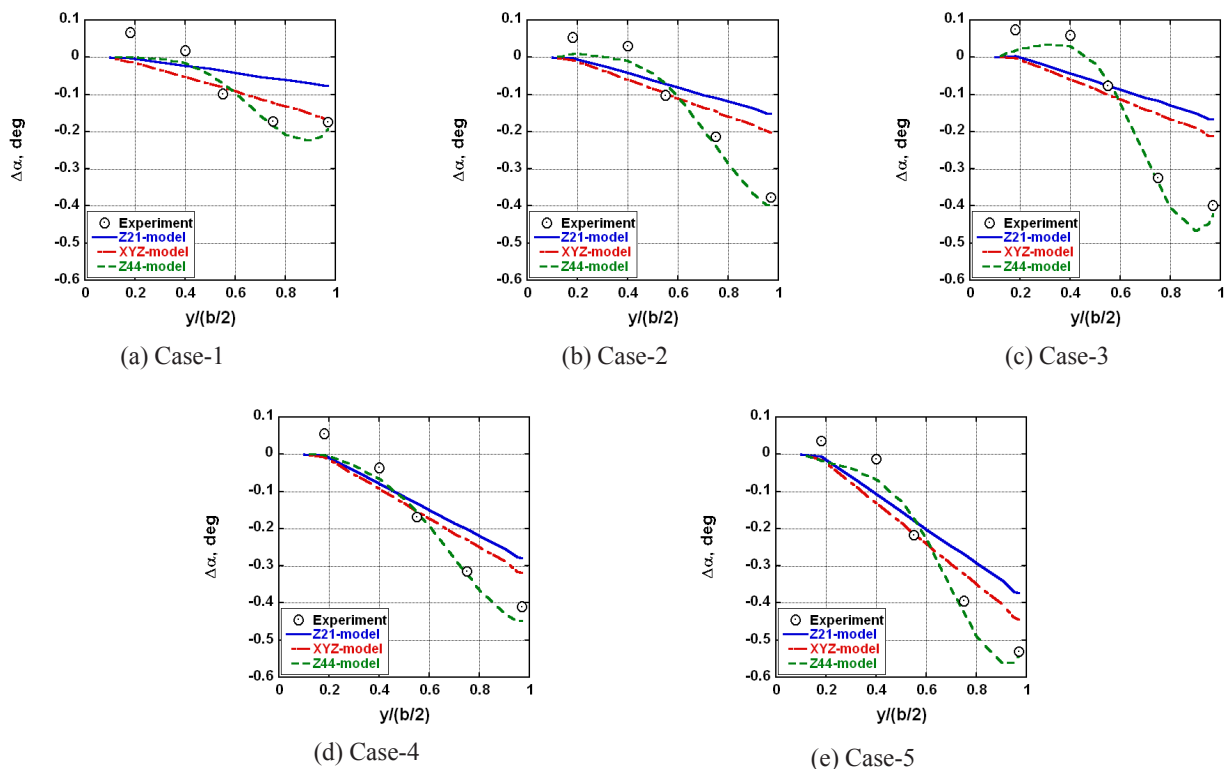 0.1
0
-0.1
-0.2
-0.3
-0.4
-0.5
-0.6
Δα, deg
Experiment
Z21-model
XYZ-model
Z44-model
0 0.2 0.4 0.6 0.8 1
y/(b/2)
(a) Case-1
0.1
0
-0.1
-0.2
-0.3
-0.4
-0.5
-0.6
Δα, deg
Experiment
Z21-model
XYZ-model
Z44-model
0 0.2 0.4 0.6 0.8 1
y/(b/2)
(b) Case-2
0.1
0
-0.1
-0.2
-0.3
-0.4
-0.5
-0.6
Δα, deg
Experiment
Z21-model
XYZ-model
Z44-model
0 0.2 0.4 0.6 0.8 1
y/(b/2)
(c) Case-3
0.1
0
-0.1
-0.2
-0.3
-0.4
-0.5
-0.6
Δα, deg
Experiment
Z21-model
XYZ-model
Z44-model
0 0.2 0.4 0.6 0.8 1
y/(b/2)
(d) Case-4
0.1
0
-0.1
-0.2
-0.3
-0.4
-0.5
-0.6
Δα, deg
Experiment
Z21-model
XYZ-model
Z44-model
0 0.2 0.4 0.6 0.8 1
y/(b/2)
(e) Case-5